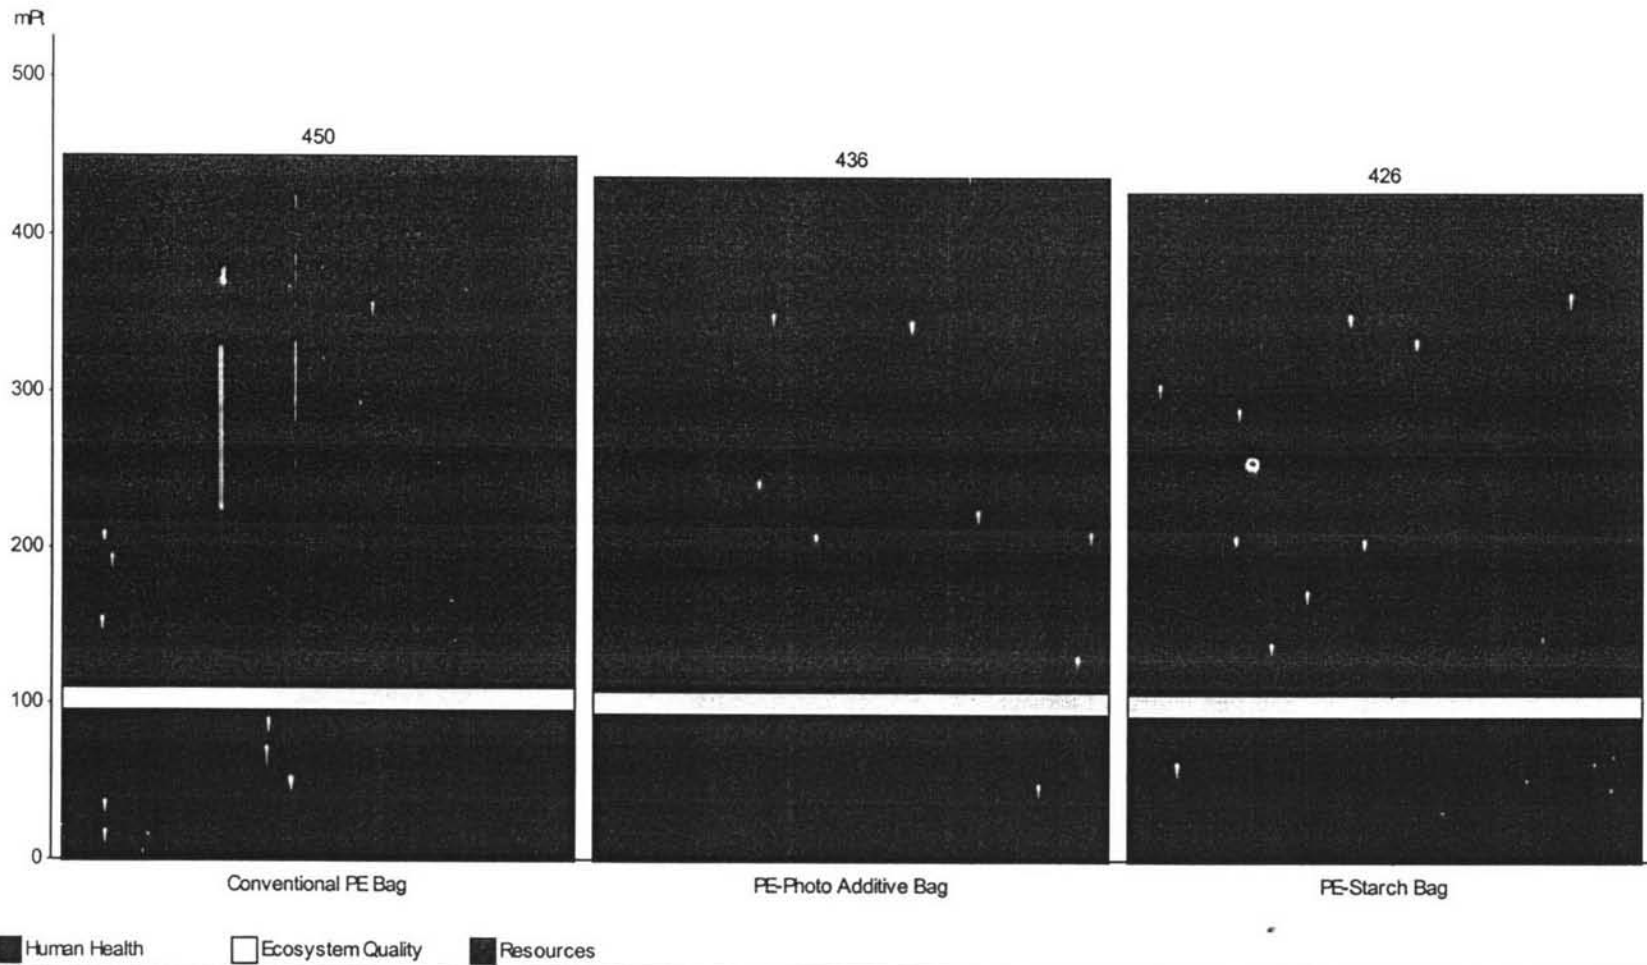 mPt
500
450
436
426
400
300
200
100
0
Conventional PE Bag
PE-Photo Additive Bag
PE-Starch Bag
Human Health
Ecosystem Quality
Resources